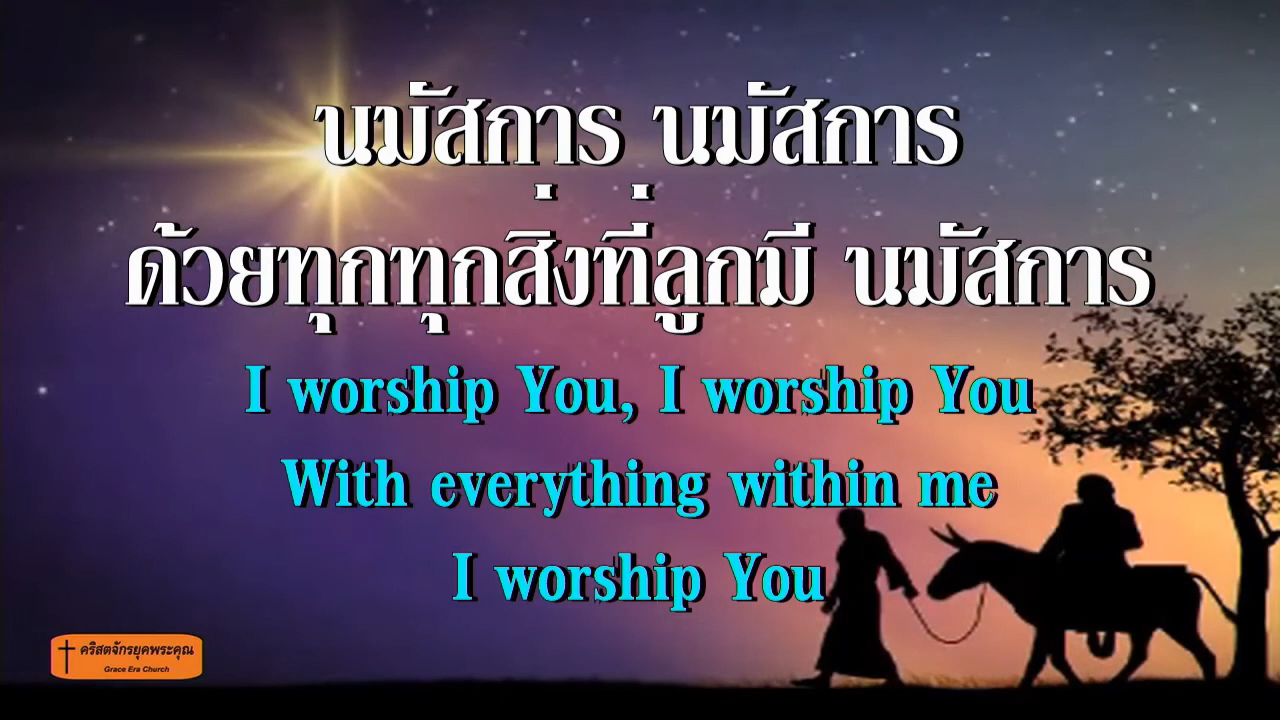 นมัสการ นมัสการ
ด้วยทุกทุกสิ่งที่ลูกมี นมัสการ
I worship You, I worship You
With everything within me
I worship You
คริสตจักรยุคพระคุณ
Grace Era Church